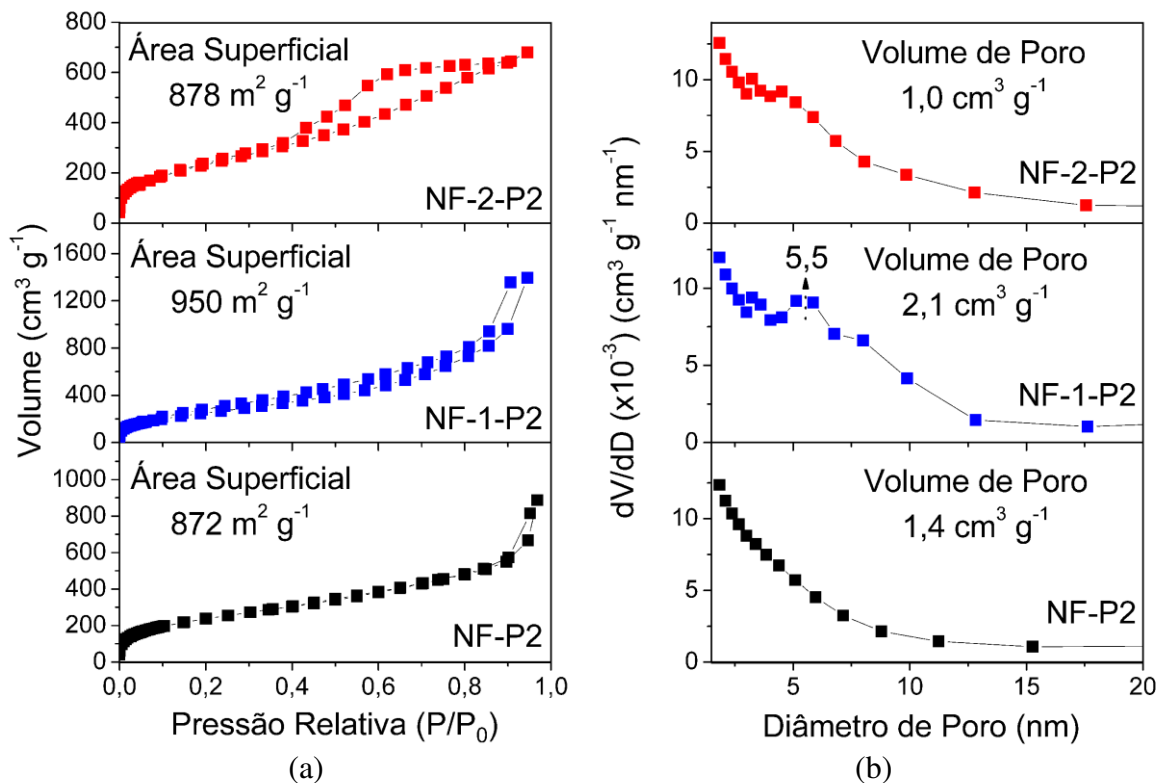 800
600
400
200
0
Área Superficial
878 m² g⁻¹
NF-2-P2
1600
1200
800
400
0
Área Superficial
950 m² g⁻¹
NF-1-P2
1000
800
600
400
200
0
Área Superficial
872 m² g⁻¹
NF-P2
Volume (cm³ g⁻¹)
0,0 0,2 0,4 0,6 0,8 1,0
Pressão Relativa (P/P₀)
(a)
10
5
0
Volume de Poro
1,0 cm³ g⁻¹
NF-2-P2
10
5
0
5,5
Volume de Poro
2,1 cm³ g⁻¹
NF-1-P2
10
5
0
Volume de Poro
1,4 cm³ g⁻¹
NF-P2
dV/dD (x10⁻³) (cm³ g⁻¹ nm⁻¹)
5 10 15 20
Diâmetro de Poro (nm)
(b)